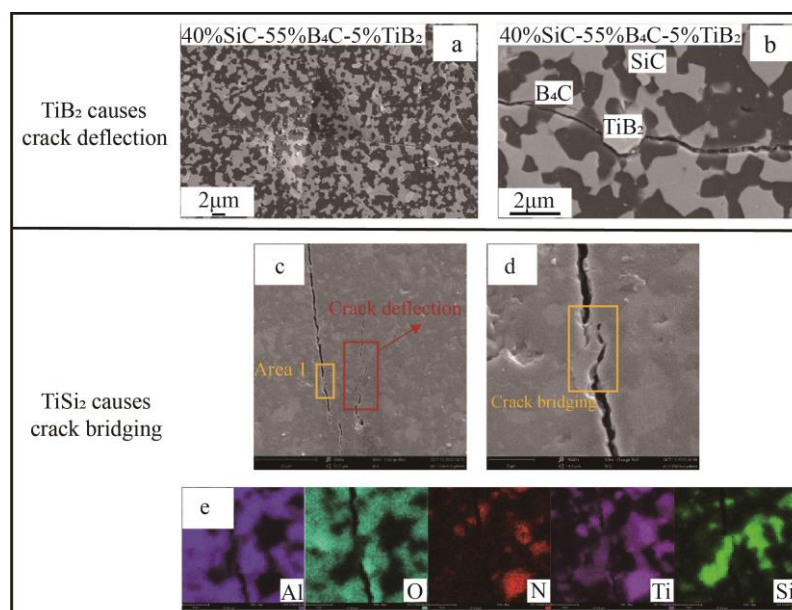 40%SiC-55%B₄C-5%TiB₂
a
40%SiC-55%B₄C-5%TiB₂
b
SiC
B₄C
TiB₂
TiB₂ causes
crack deflection
2μm
2μm
c
d
Crack deflection
Area 1
Crack bridging
TiSi₂ causes
crack bridging
e
Al
O
N
Ti
Si